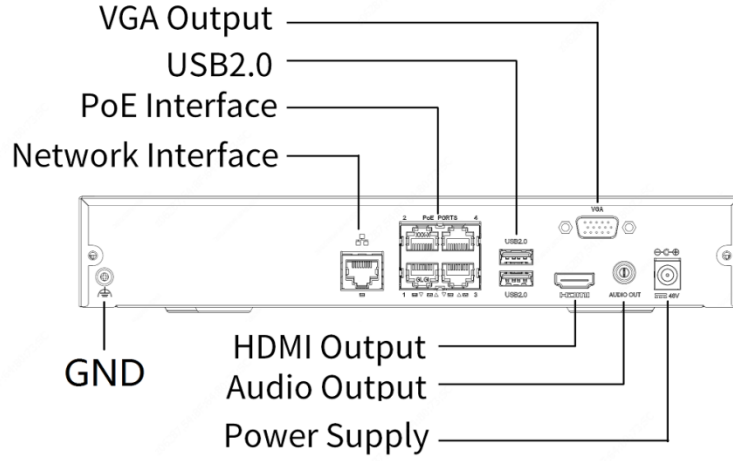 VGA Output
USB2.0
PoE Interface
Network Interface
VGA
2 PoE PORTS 4
USB2.0
1 3
USB2.0
HDMI
AUDIO OUT
48V
GND
HDMI Output
Audio Output
Power Supply